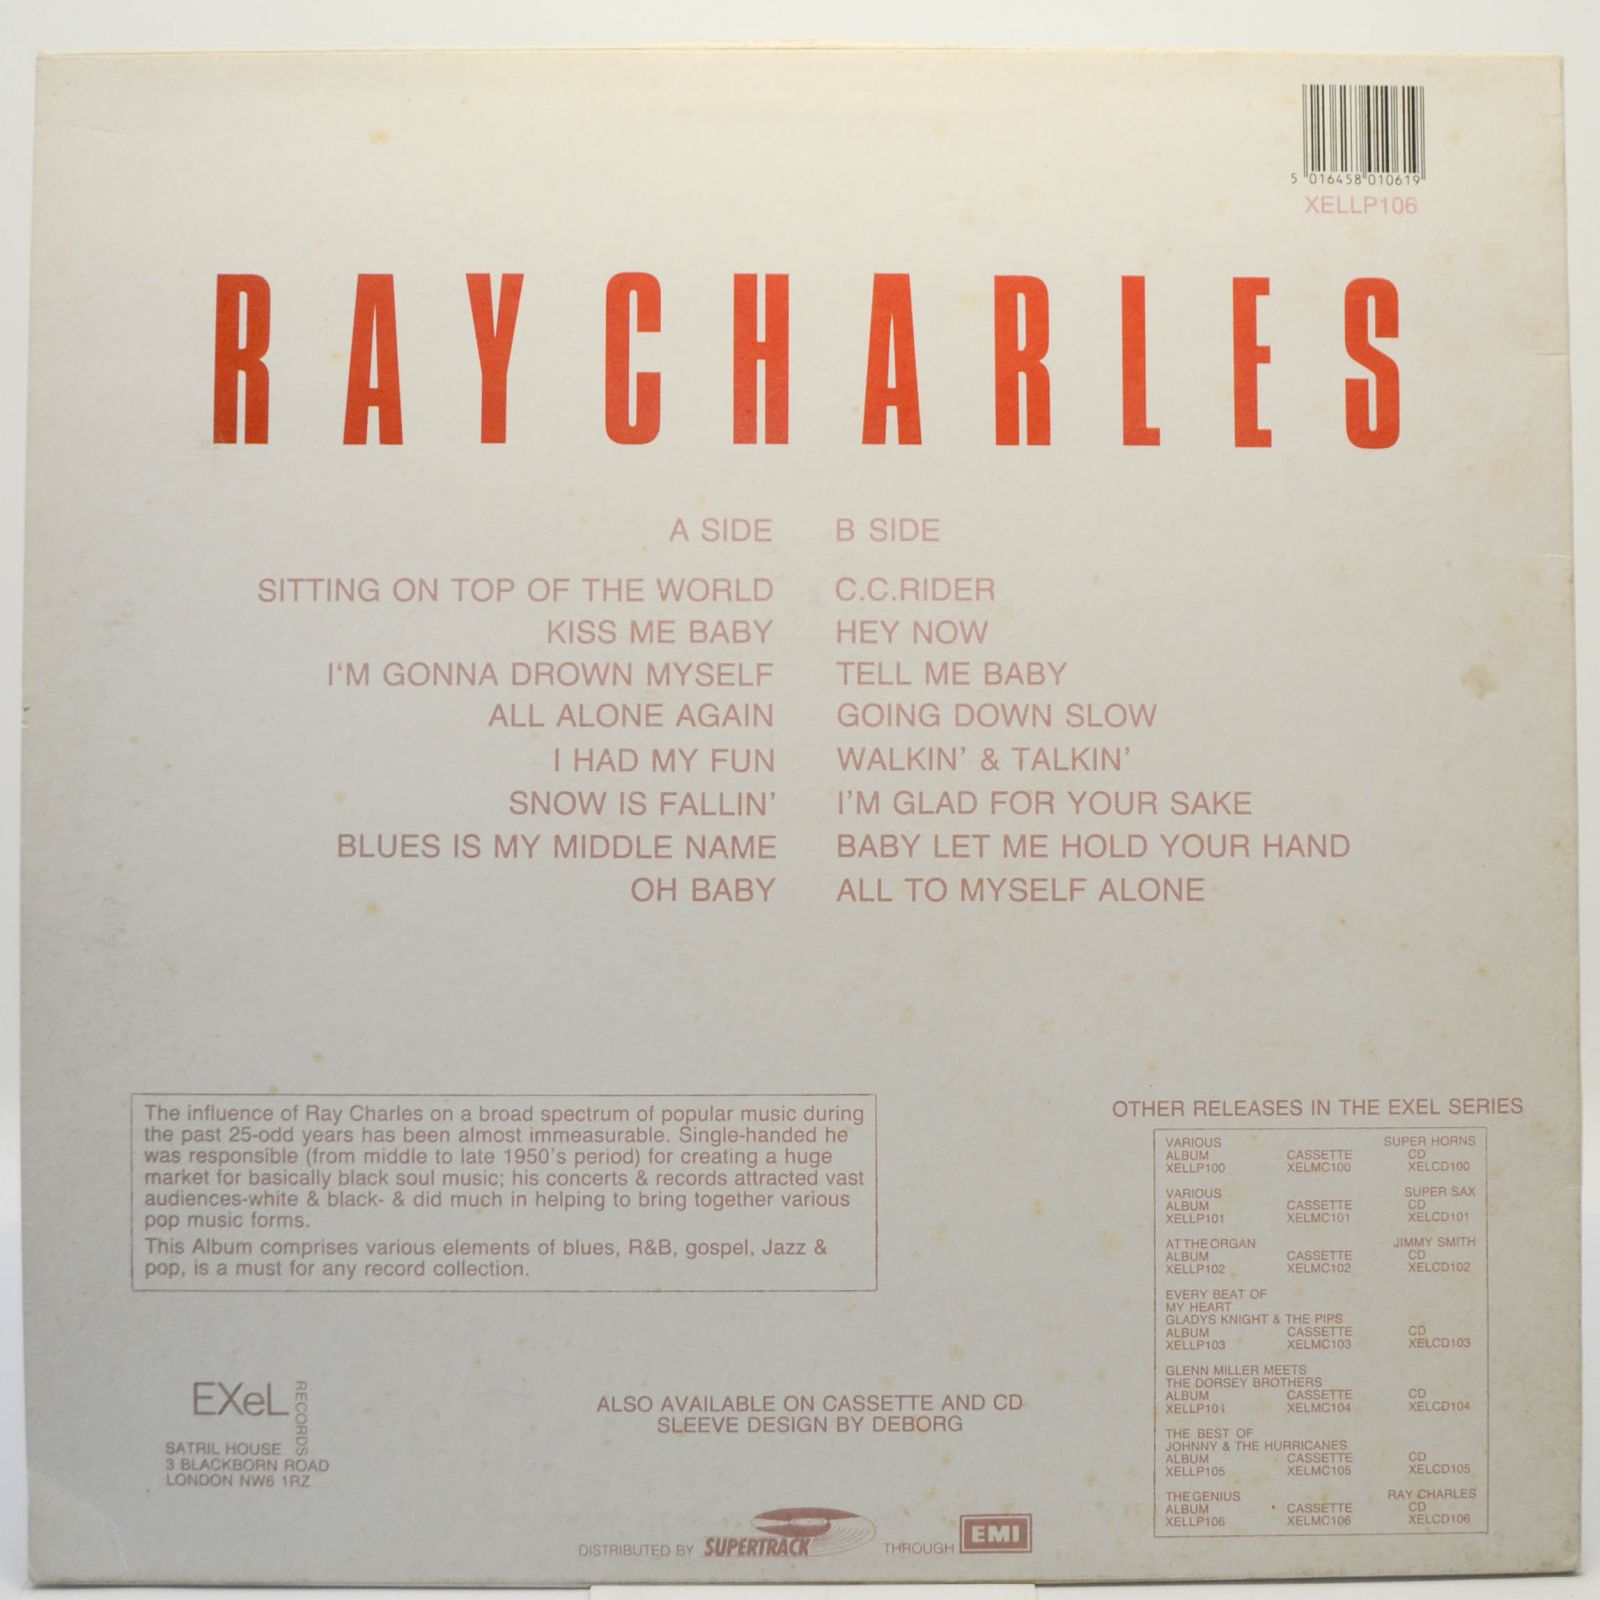 5 016458 010619
XELLP106
RAY CHARLES
A SIDE
SITTING ON TOP OF THE WORLD
KISS ME BABY
I'M GONNA DROWN MYSELF
ALL ALONE AGAIN
I HAD MY FUN
SNOW IS FALLIN'
BLUES IS MY MIDDLE NAME
OH BABY
B SIDE
C.C.RIDER
HEY NOW
TELL ME BABY
GOING DOWN SLOW
WALKIN' & TALKIN'
I'M GLAD FOR YOUR SAKE
BABY LET ME HOLD YOUR HAND
ALL TO MYSELF ALONE
The influence of Ray Charles on a broad spectrum of popular music during
the past 25-odd years has been almost immeasurable. Single-handed he
was responsible (from middle to late 1950's period) for creating a huge
market for basically black soul music; his concerts & records attracted vast
audiences-white & black- & did much in helping to bring together various
pop music forms.
This Album comprises various elements of blues, R&B, gospel, Jazz &
pop, is a must for any record collection.
EXeL RECORDS
SATRIL HOUSE
3 BLACKBORN ROAD
LONDON NW6 1RZ
ALSO AVAILABLE ON CASSETTE AND CD
SLEEVE DESIGN BY DEBORG
DISTRIBUTED BY SUPERTRACK THROUGH EMI
OTHER RELEASES IN THE EXEL SERIES
VARIOUS SUPER HORNS
ALBUM CASSETTE CD
XELLP100 XELMC100 XELCD100
VARIOUS SUPER SAX
ALBUM CASSETTE CD
XELLP101 XELMC101 XELCD101
AT THE ORGAN JIMMY SMITH
ALBUM CASSETTE CD
XELLP102 XELMC102 XELCD102
EVERY BEAT OF
MY HEART
GLADYS KNIGHT & THE PIPS
ALBUM CASSETTE CD
XELLP103 XELMC103 XELCD103
GLENN MILLER MEETS
THE DORSEY BROTHERS
ALBUM CASSETTE CD
XELLP101 XELMC104 XELCD104
THE BEST OF
JOHNNY & THE HURRICANES
ALBUM CASSETTE CD
XELLP105 XELMC105 XELCD105
THE GENIUS RAY CHARLES
ALBUM CASSETTE CD
XELLP106 XELMC106 XELCD106